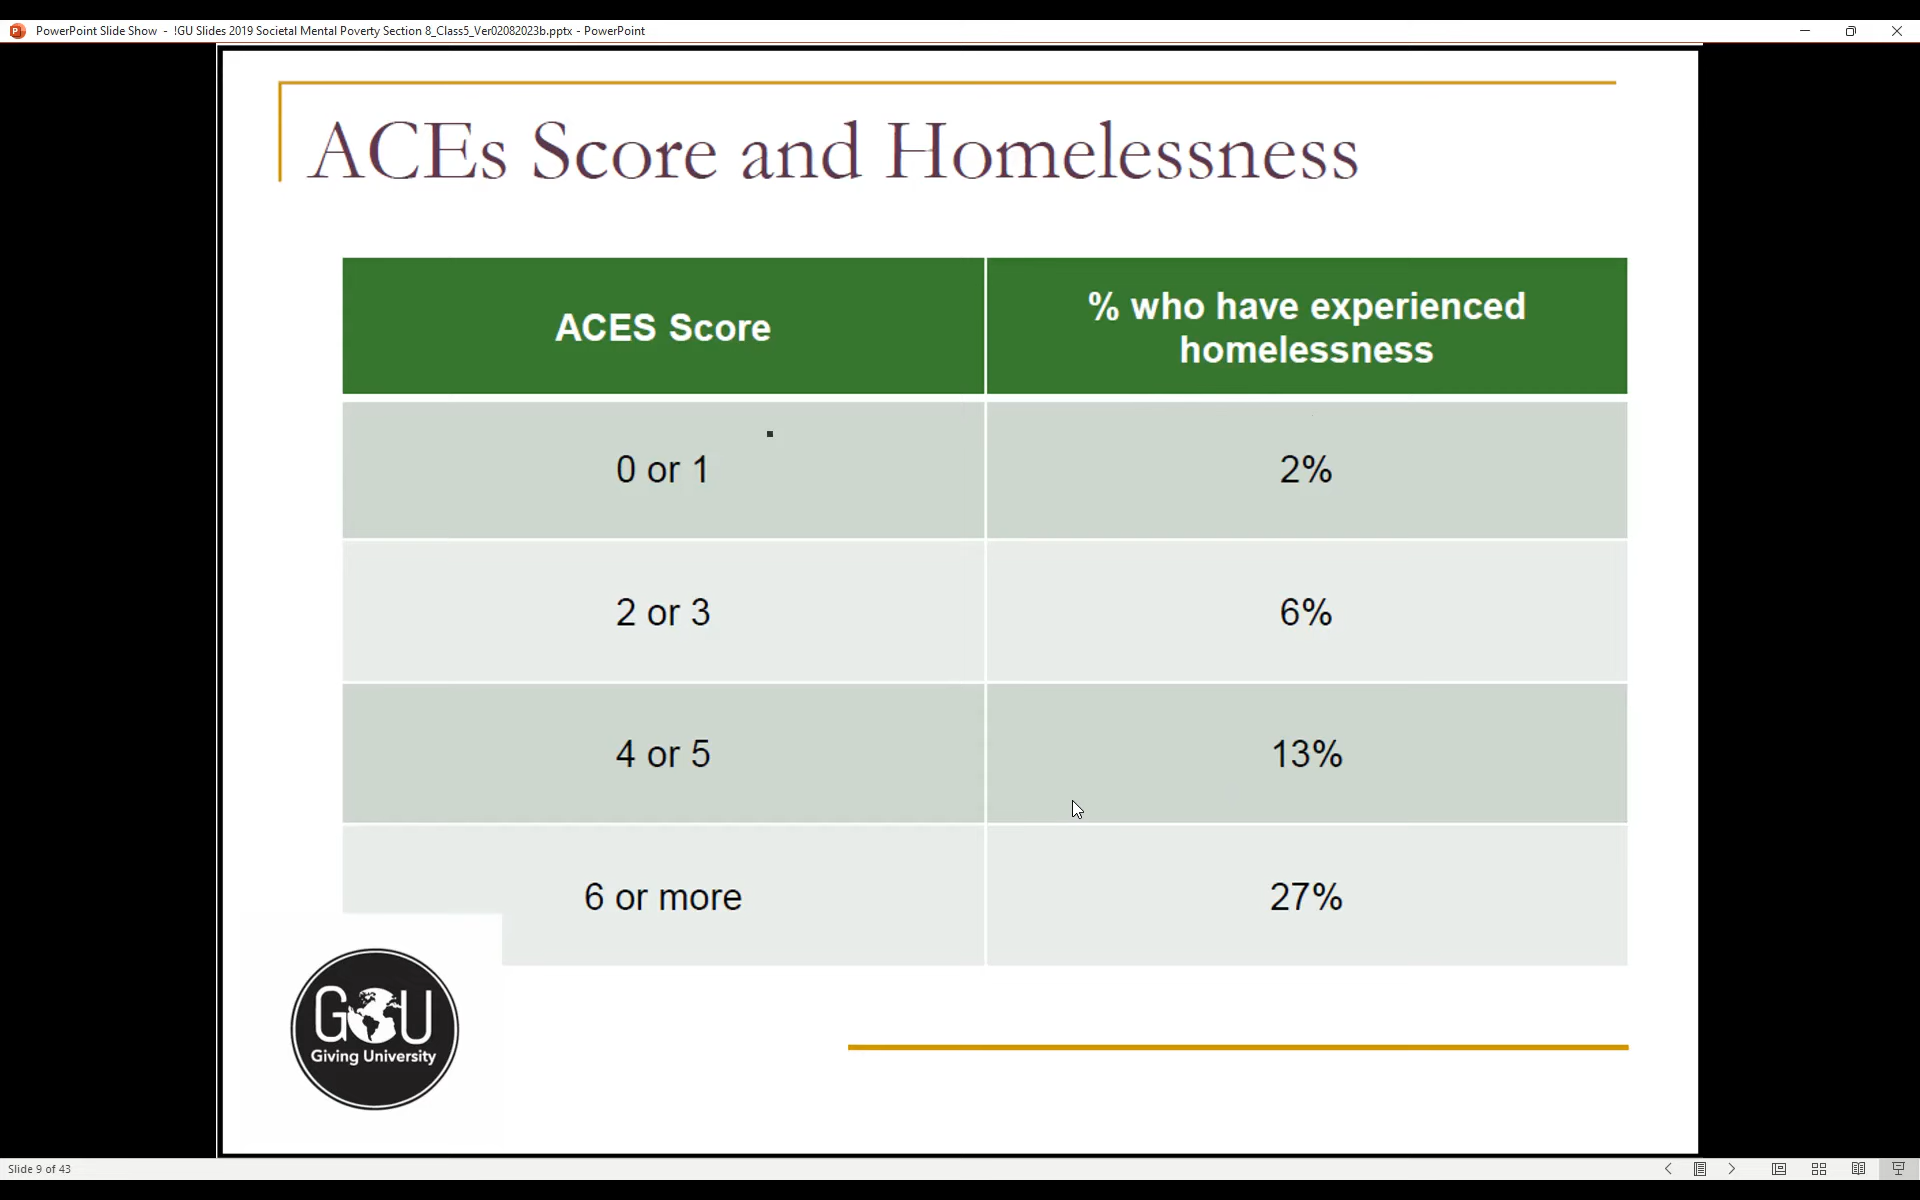 PowerPoint Slide Show - !GU Slides 2019 Societal Mental Poverty Section 8_Class5_Ver02082023b.pptx - PowerPoint
ACEs Score and Homelessness
ACES Score
% who have experienced
homelessness
0 or 1
2%
2 or 3
6%
4 or 5
13%
6 or more
27%
GU
Giving University
Slide 9 of 43